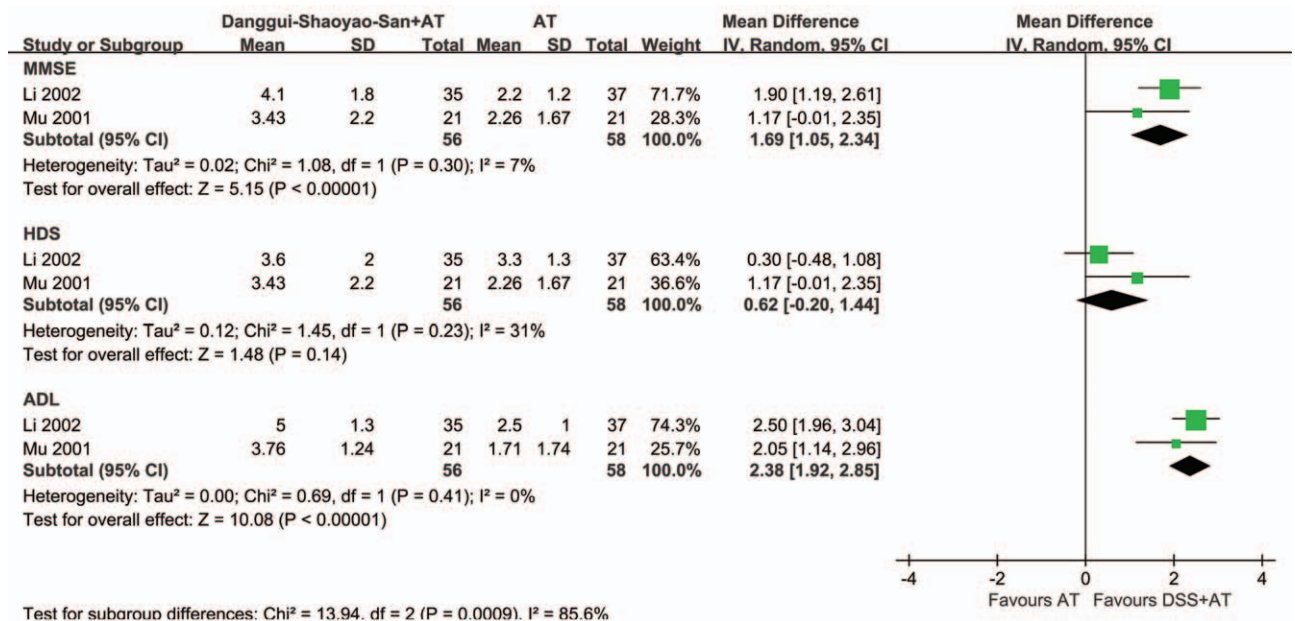 Danggui-Shaoyao-San+AT AT Mean Difference Mean Difference
Study or Subgroup Mean SD Total Mean SD Total Weight IV, Random, 95% CI IV, Random, 95% CI
MMSE
Li 2002 4.1 1.8 35 2.2 1.2 37 71.7% 1.90 [1.19, 2.61]
Mu 2001 3.43 2.2 21 2.26 1.67 21 28.3% 1.17 [-0.01, 2.35]
Subtotal (95% CI) 56 58 100.0% 1.69 [1.05, 2.34]
Heterogeneity: Tau² = 0.02; Chi² = 1.08, df = 1 (P = 0.30); I² = 7%
Test for overall effect: Z = 5.15 (P < 0.00001)
HDS
Li 2002 3.6 2 35 3.3 1.3 37 63.4% 0.30 [-0.48, 1.08]
Mu 2001 3.43 2.2 21 2.26 1.67 21 36.6% 1.17 [-0.01, 2.35]
Subtotal (95% CI) 56 58 100.0% 0.62 [-0.20, 1.44]
Heterogeneity: Tau² = 0.12; Chi² = 1.45, df = 1 (P = 0.23); I² = 31%
Test for overall effect: Z = 1.48 (P = 0.14)
ADL
Li 2002 5 1.3 35 2.5 1 37 74.3% 2.50 [1.96, 3.04]
Mu 2001 3.76 1.24 21 1.71 1.74 21 25.7% 2.05 [1.14, 2.96]
Subtotal (95% CI) 56 58 100.0% 2.38 [1.92, 2.85]
Heterogeneity: Tau² = 0.00; Chi² = 0.69, df = 1 (P = 0.41); I² = 0%
Test for overall effect: Z = 10.08 (P < 0.00001)
-4 -2 0 2 4
Favours AT Favours DSS+AT
Test for subgroup differences: Chi² = 13.94, df = 2 (P = 0.0009), I² = 85.6%